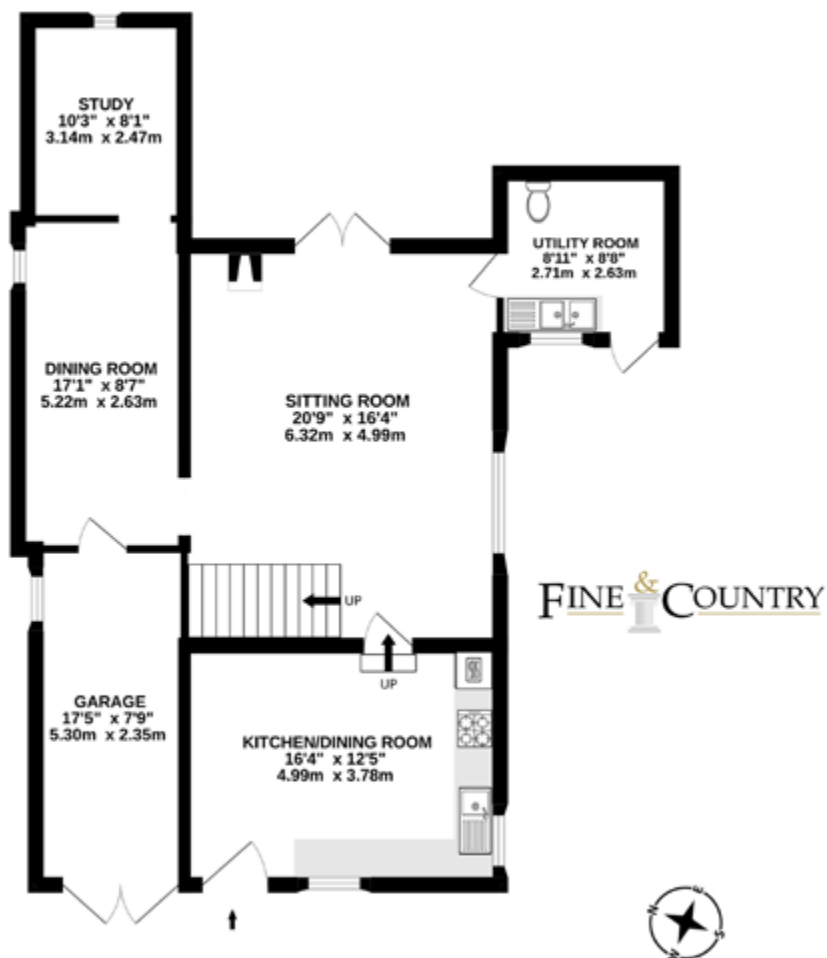 STUDY
10'3" x 8'1"
3.14m x 2.47m
UTILITY ROOM
8'11" x 8'8"
2.71m x 2.63m
DINING ROOM
17'1" x 8'7"
5.22m x 2.63m
SITTING ROOM
20'9" x 16'4"
6.32m x 4.99m
UP
FINE & COUNTRY
UP
GARAGE
17'5" x 7'9"
5.30m x 2.35m
KITCHEN/DINING ROOM
16'4" x 12'5"
4.99m x 3.78m
N
E
S
W